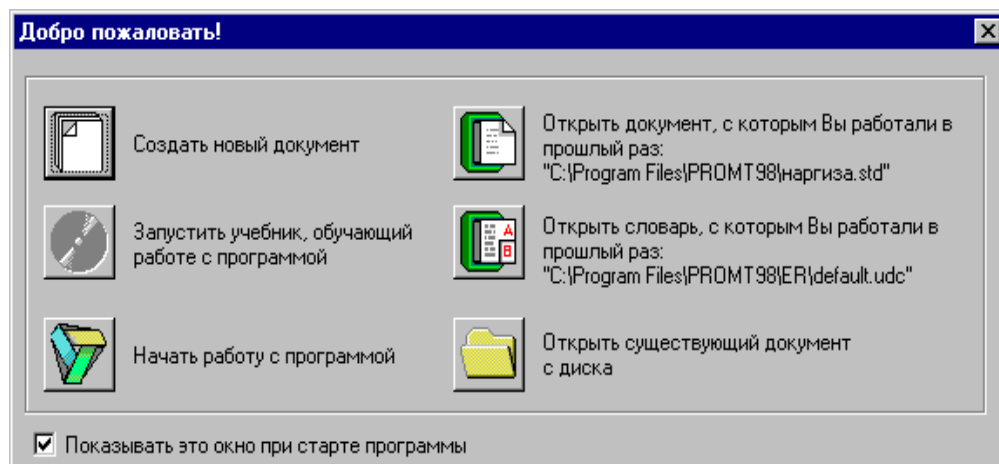 Добро пожаловать!
Создать новый документ
Открыть документ, с которым Вы работали в
прошлый раз:
"C:\Program Files\PROMT98\наргиза.std"
Запустить учебник, обучающий
работе с программой
Открыть словарь, с которым Вы работали в
прошлый раз:
"C:\Program Files\PROMT98\ER\default.udc"
Начать работу с программой
Открыть существующий документ
с диска
Показывать это окно при старте программы